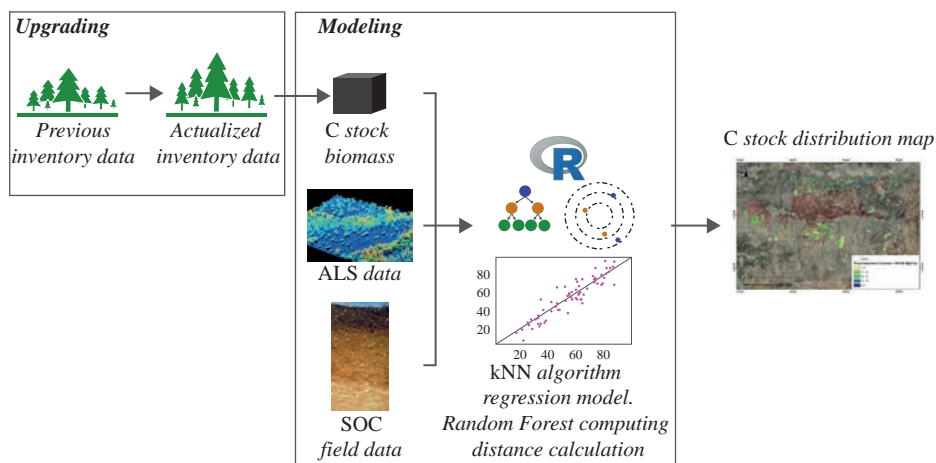 Upgrading
Previous
inventory data
Actualized
inventory data
Modeling
C stock
biomass
ALS data
SOC
field data
R
80
60
40
20
20 40 60 80
kNN algorithm
regression model.
Random Forest computing
distance calculation
C stock distribution map